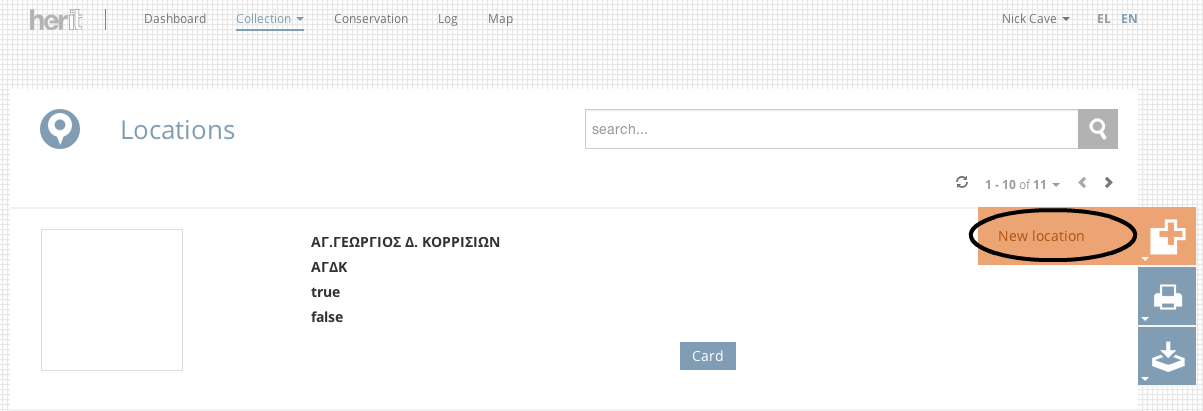 herit
Dashboard Collection Conservation Log Map Nick Cave EL EN
Locations search...
1 - 10 of 11
ΑΓ.ΓΕΩΡΓΙΟΣ Δ. ΚΟΡΡΙΣΙΩΝ New location
ΑΓΔΚ
true
false
Card